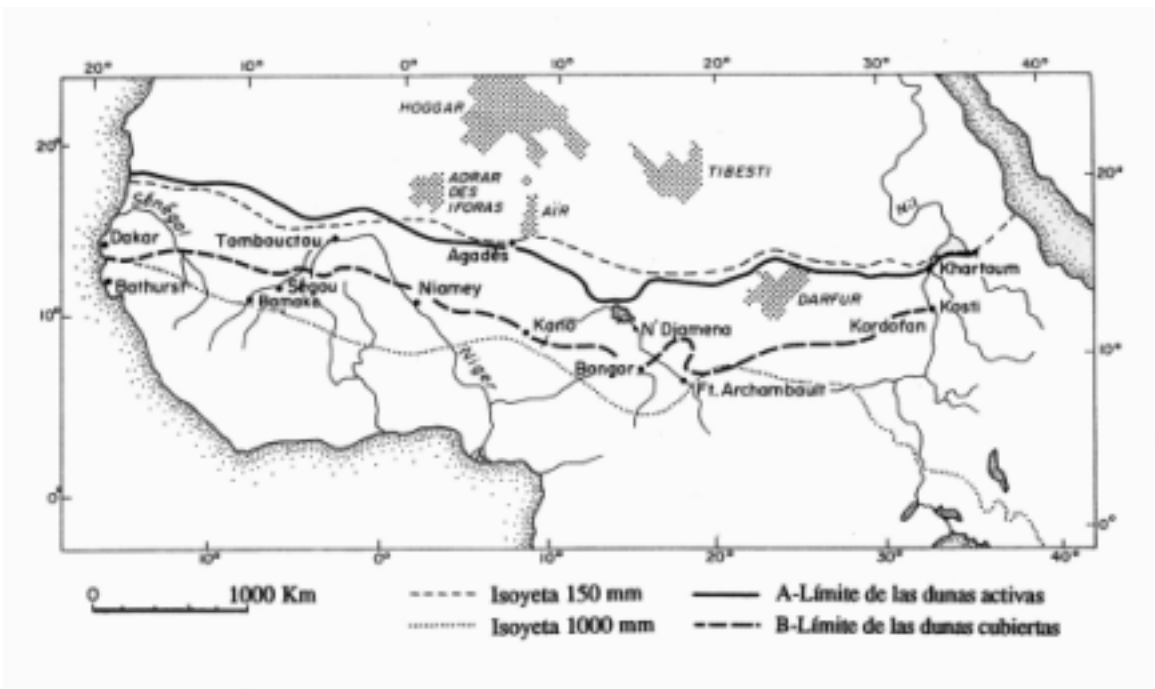 20° 10° 0° 10° 20° 30° 40°
HOGGAR
20°
TIBESTI
20°
ADRAR
DES
IFORAS
AÏR
Sénégal
Nil
Dakar
Tombouctou
Agadès
Khartoum
Bathurst
Ségou
Niamey
DARFUR
Bamako
Kosti
10°
Kano
N'Djamena
Kordofan
Niger
10°
Bongor
Ft. Archambault
0°
0°
10° 0° 10° 20° 30° 40°
0 1000 Km
Isoyeta 150 mm
A-Límite de las dunas activas
Isoyeta 1000 mm
B-Límite de las dunas cubiertas